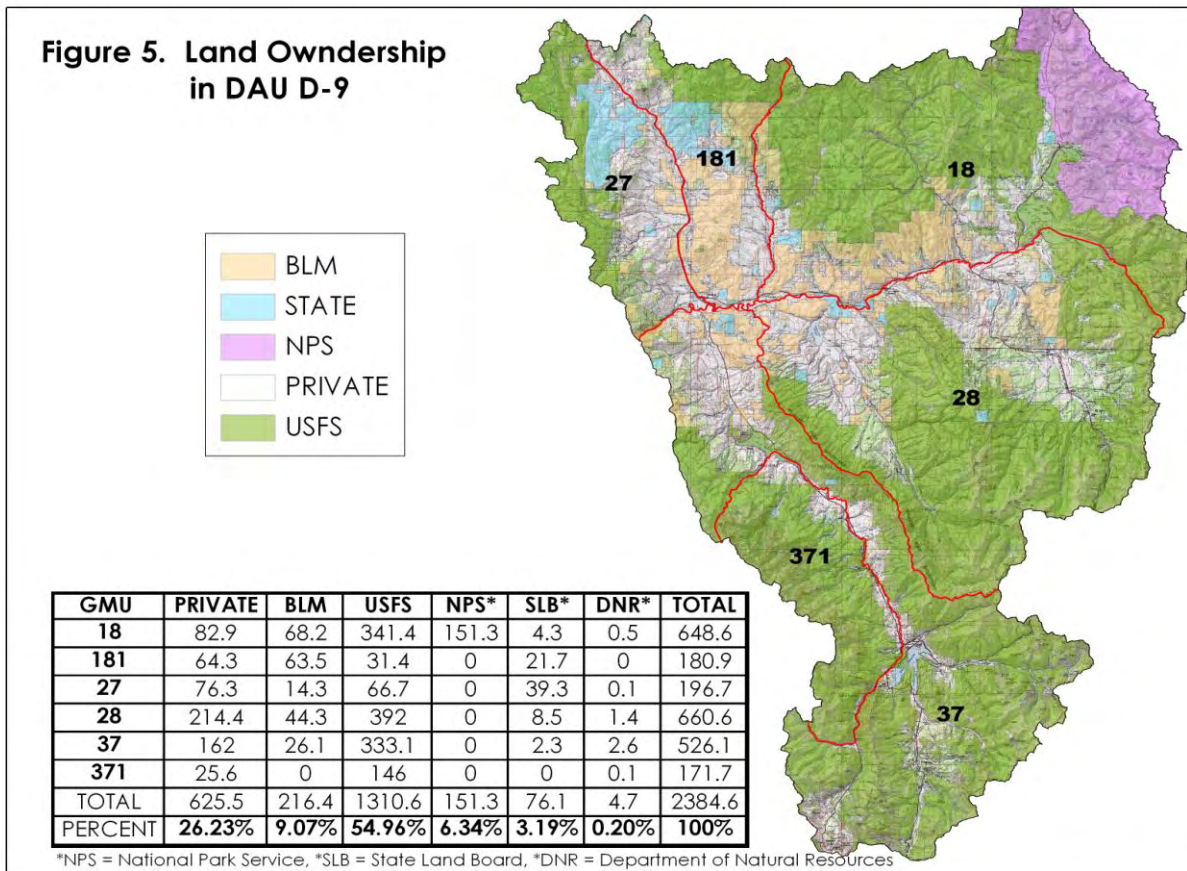 Figure 5. Land Owndership
in DAU D-9
27
181
18
28
371
37
BLM
STATE
NPS
PRIVATE
USFS
GMU PRIVATE BLM USFS NPS* SLB* DNR* TOTAL
18 82.9 68.2 341.4 151.3 4.3 0.5 648.6
181 64.3 63.5 31.4 0 21.7 0 180.9
27 76.3 14.3 66.7 0 39.3 0.1 196.7
28 214.4 44.3 392 0 8.5 1.4 660.6
37 162 26.1 333.1 0 2.3 2.6 526.1
371 25.6 0 146 0 0 0.1 171.7
TOTAL 625.5 216.4 1310.6 151.3 76.1 4.7 2384.6
PERCENT 26.23% 9.07% 54.96% 6.34% 3.19% 0.20% 100%
*NPS = National Park Service, *SLB = State Land Board, *DNR = Department of Natural Resources